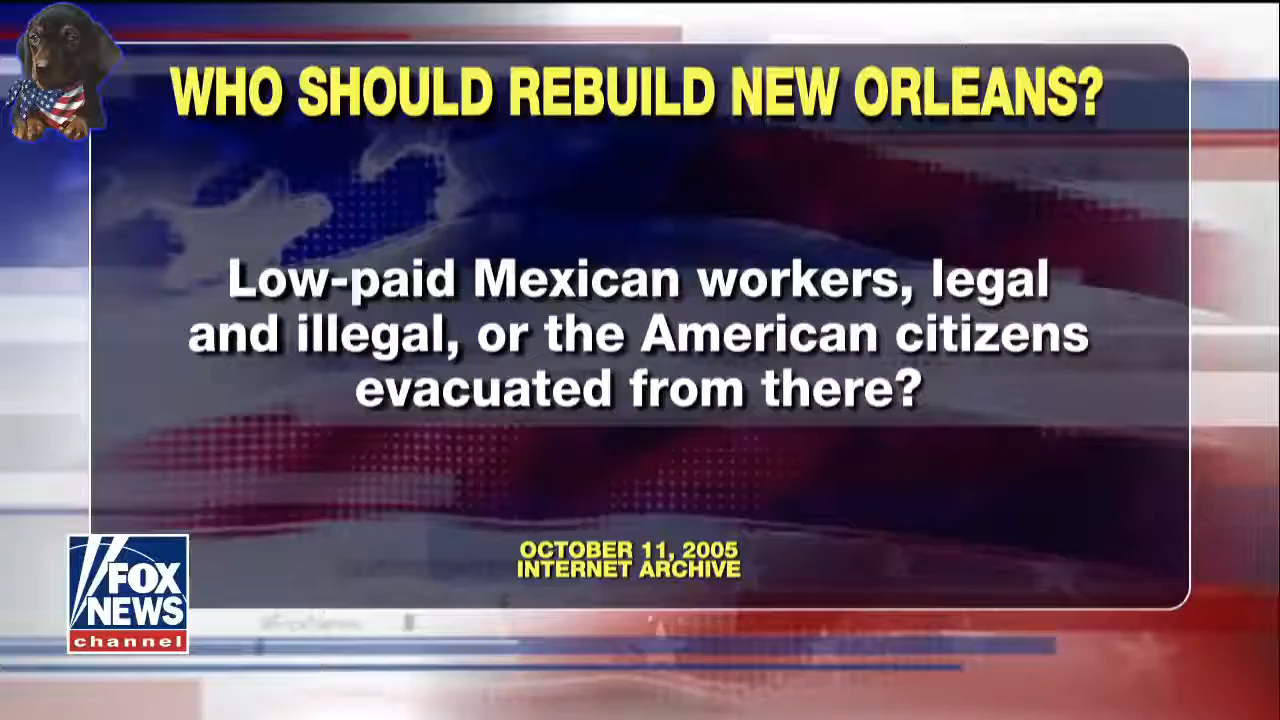 WHO SHOULD REBUILD NEW ORLEANS?
Low-paid Mexican workers, legal
and illegal, or the American citizens
evacuated from there?
OCTOBER 11, 2005
INTERNET ARCHIVE
FOX
NEWS
channel